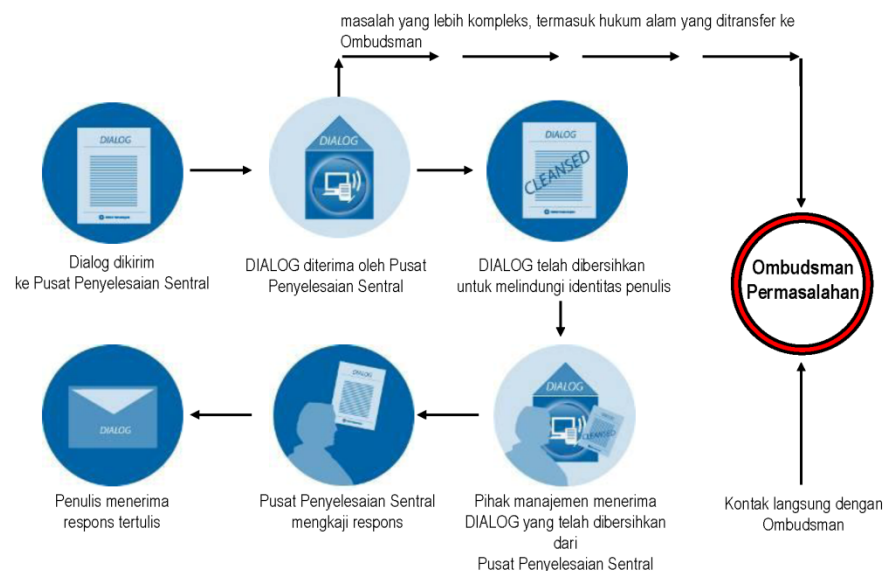 masalah yang lebih kompleks, termasuk hukum alam yang ditransfer ke
Ombudsman
DIALOG
DIALOG
DIALOG
CLEANSED
Dialog dikirim
ke Pusat Penyelesaian Sentral
DIALOG diterima oleh Pusat
Penyelesaian Sentral
DIALOG telah dibersihkan
untuk melindungi identitas penulis
Ombudsman
Permasalahan
DIALOG
DIALOG
CLEANSED
Penulis menerima
respons tertulis
Pusat Penyelesaian Sentral
mengkaji respons
Pihak manajemen menerima
DIALOG yang telah dibersihkan
dari
Pusat Penyelesaian Sentral
Kontak langsung dengan
Ombudsman